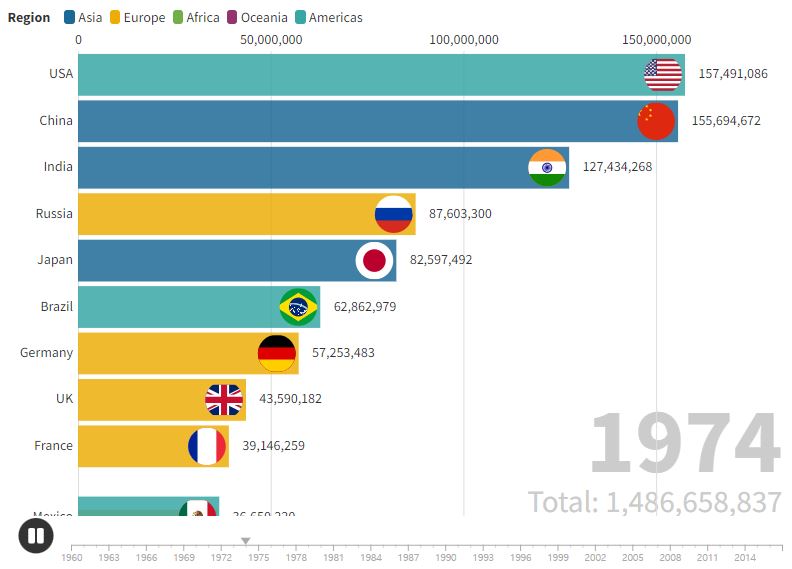 Region Asia Europe Africa Oceania Americas
0 50,000,000 100,000,000 150,000,000
USA 157,491,086
China 155,694,672
India 127,434,268
Russia 87,603,300
Japan 82,597,492
Brazil 62,862,979
Germany 57,253,483
UK 43,590,182
France 39,146,259
1974
Total: 1,486,658,837
Mexico
1960 1963 1966 1969 1972 1975 1978 1981 1984 1987 1990 1993 1996 1999 2002 2005 2008 2011 2014